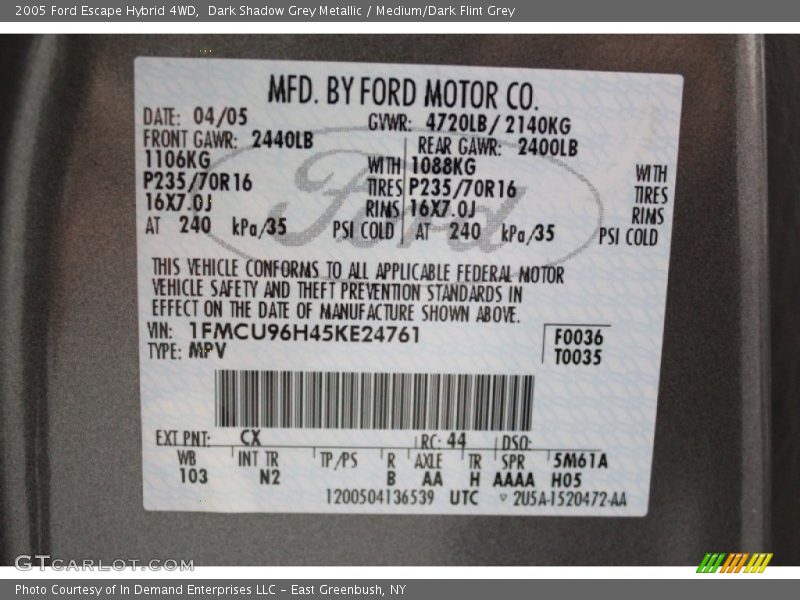 2005 Ford Escape Hybrid 4WD,  Dark Shadow Grey Metallic / Medium/Dark Flint Grey
MFD. BY FORD MOTOR CO.
DATE: 04/05 GVWR: 4720LB/ 2140KG
FRONT GAWR: 2440LB REAR GAWR: 2400LB
1106KG WITH 1088KG WITH
P235/70R16 TIRES P235/70R16 TIRES
16X7.0J RIMS 16X7.0J RIMS
AT 240 kPa/35 PSI COLD AT 240 kPa/35 PSI COLD
Ford
THIS VEHICLE CONFORMS TO ALL APPLICABLE FEDERAL MOTOR
VEHICLE SAFETY AND THEFT PREVENTION STANDARDS IN
EFFECT ON THE DATE OF MANUFACTURE SHOWN ABOVE.
VIN: 1FMCU96H45KE24761 F0036
TYPE: MPV T0035
EXT PNT: CX RC: 44 DSO:
WB INT TR TP/PS R AXLE TR SPR 5M61A
103 N2 B AA H AAAA H05
1200504136539 UTC 2U5A-1520472-AA
GTCARLOT.COM
Photo Courtesy of In Demand Enterprises LLC – East Greenbush, NY